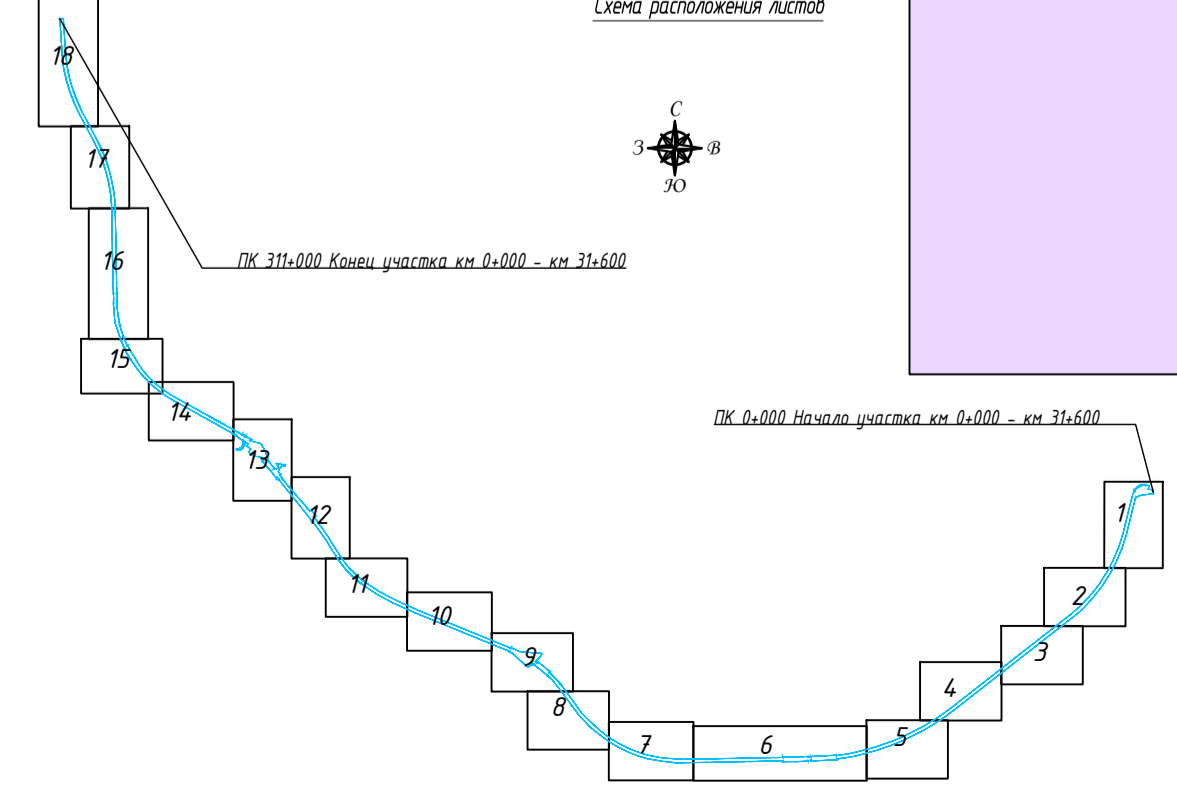 Схема расположения листов
18
С
З
В
Ю
17
16
ПК 311+000 Конец участка км 0+000 - км 31+600
15
14
ПК 0+000 Начало участка км 0+000 - км 31+600
13
12
1
11
2
10
3
9
4
8
5
7
6